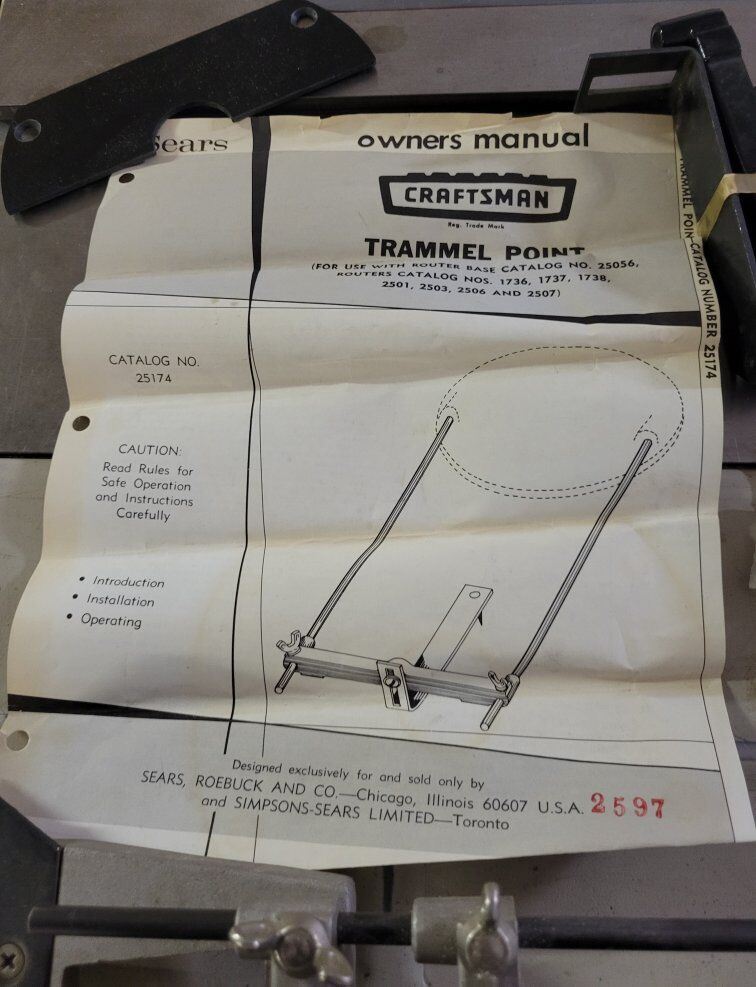 Sears
owners manual
CRAFTSMAN
Reg. Trade Mark
TRAMMEL POINT
(FOR USE WITH ROUTER BASE CATALOG NO. 25056,
ROUTERS CATALOG NOS. 1736, 1737, 1738,
2501, 2503, 2506 AND 2507)
TRAMMEL POIN CATALOG NUMBER 25174
CATALOG NO.
25174
CAUTION:
Read Rules for
Safe Operation
and Instructions
Carefully
• Introduction
• Installation
• Operating
Designed exclusively for and sold only by
SEARS, ROEBUCK AND CO.—Chicago, Illinois 60607 U.S.A. 2597
and SIMPSONS-SEARS LIMITED—Toronto